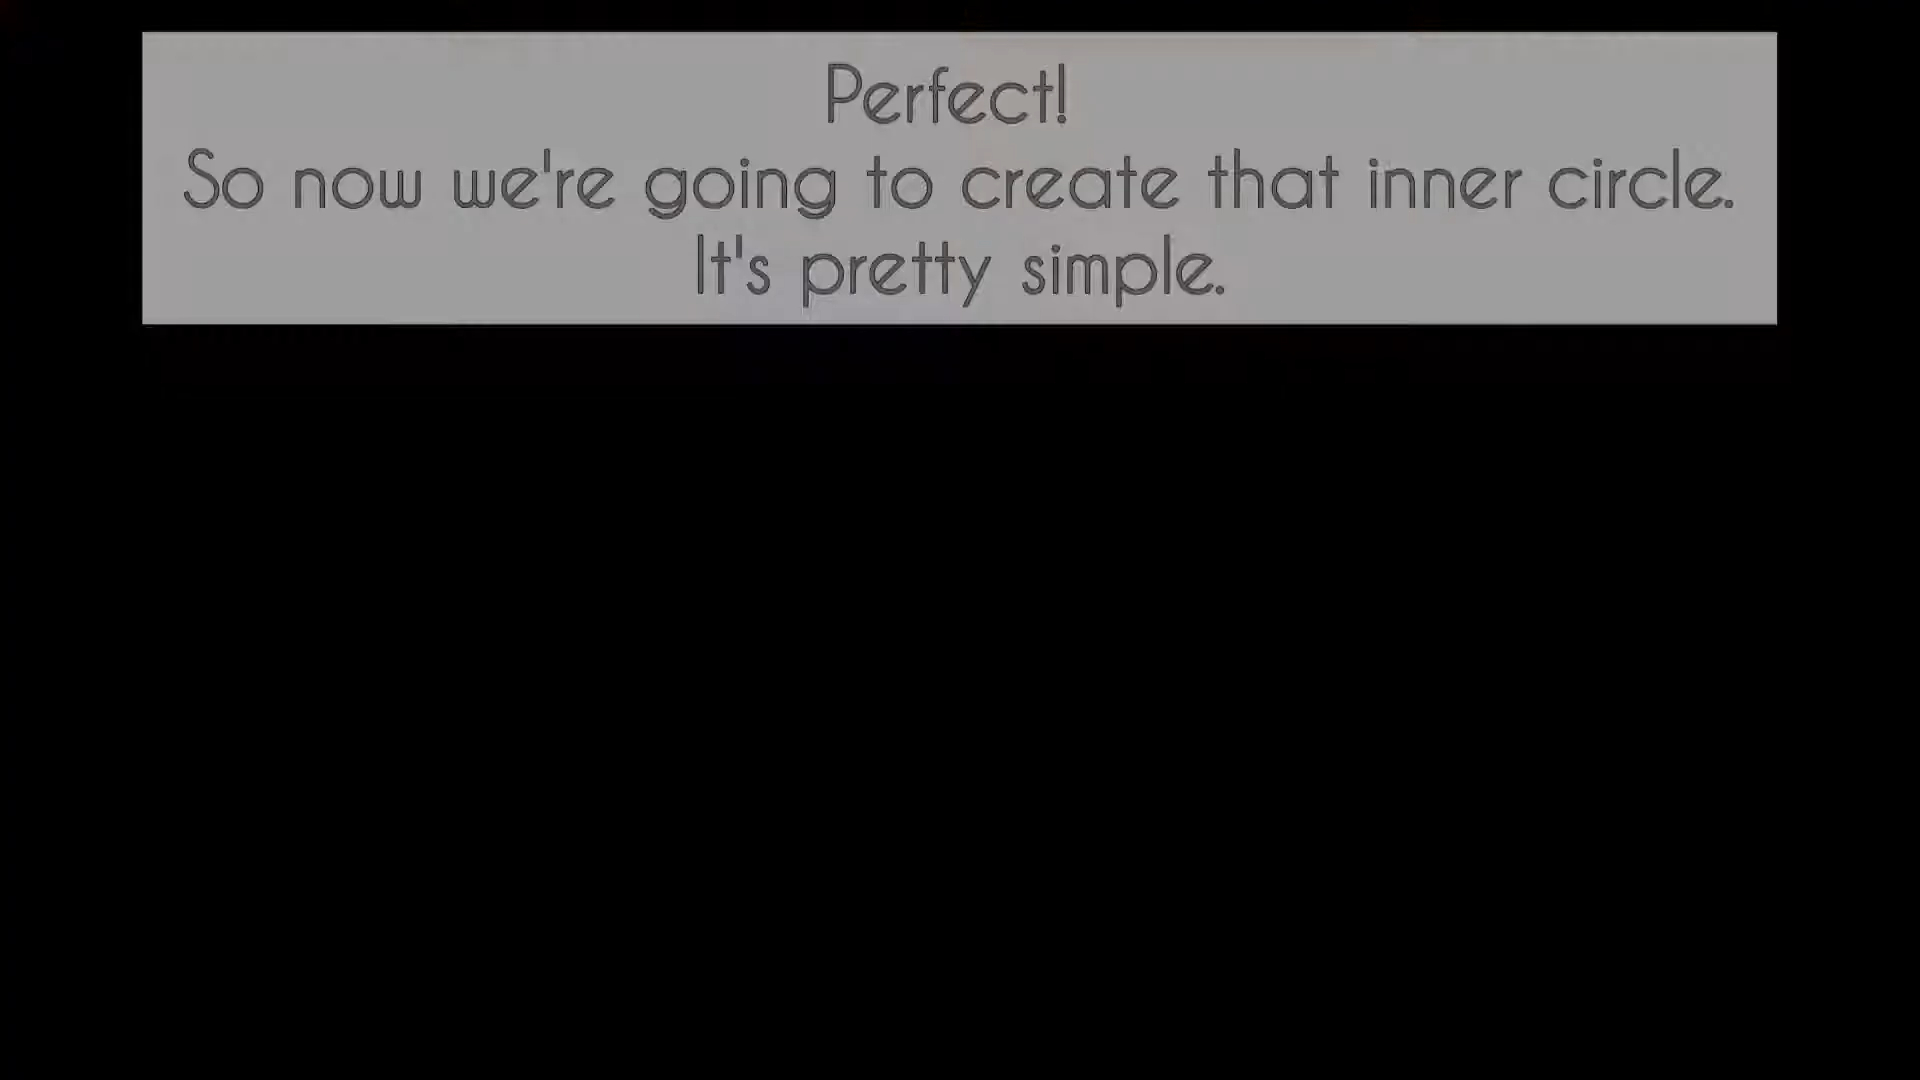 Perfect!
So now we're going to create that inner circle.
It's pretty simple.